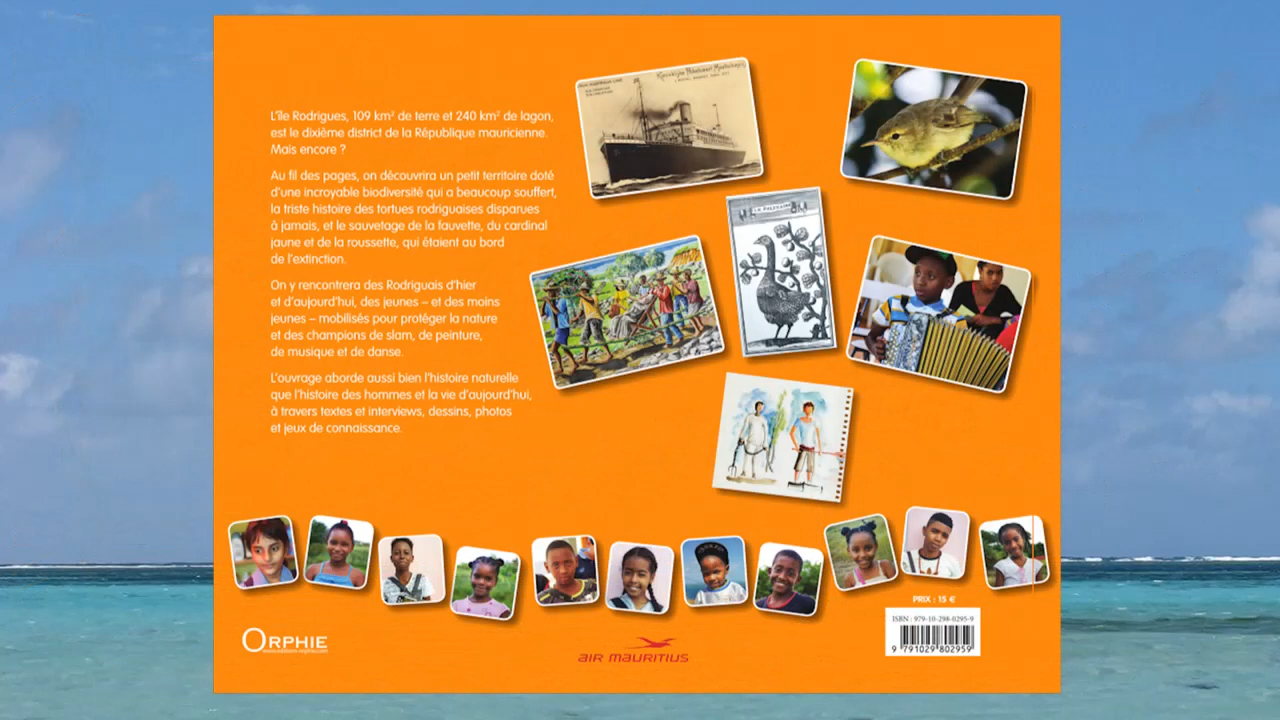 L'île Rodrigues, 109 km² de terre et 240 km² de lagon,
est le dixième district de la République mauricienne.
Mais encore ?
Au fil des pages, on découvrira un petit territoire doté
d'une incroyable biodiversité qui a beaucoup souffert,
la triste histoire des tortues rodriguaises disparues
à jamais, et le sauvetage de la fauvette, du cardinal
jaune et de la roussette, qui étaient au bord
de l'extinction.
On y rencontrera des Rodriguais d'hier
et d'aujourd'hui, des jeunes – et des moins
jeunes – mobilisés pour protéger la nature
et des champions de slam, de peinture,
de musique et de danse.
L'ouvrage aborde aussi bien l'histoire naturelle
que l'histoire des hommes et la vie d'aujourd'hui,
à travers textes et interviews, dessins, photos
et jeux de connaissance.
ORPHIE
AIR MAURITIUS
PRIX : 15 €
ISBN : 979-10-298-0295-9
9 791029 802959